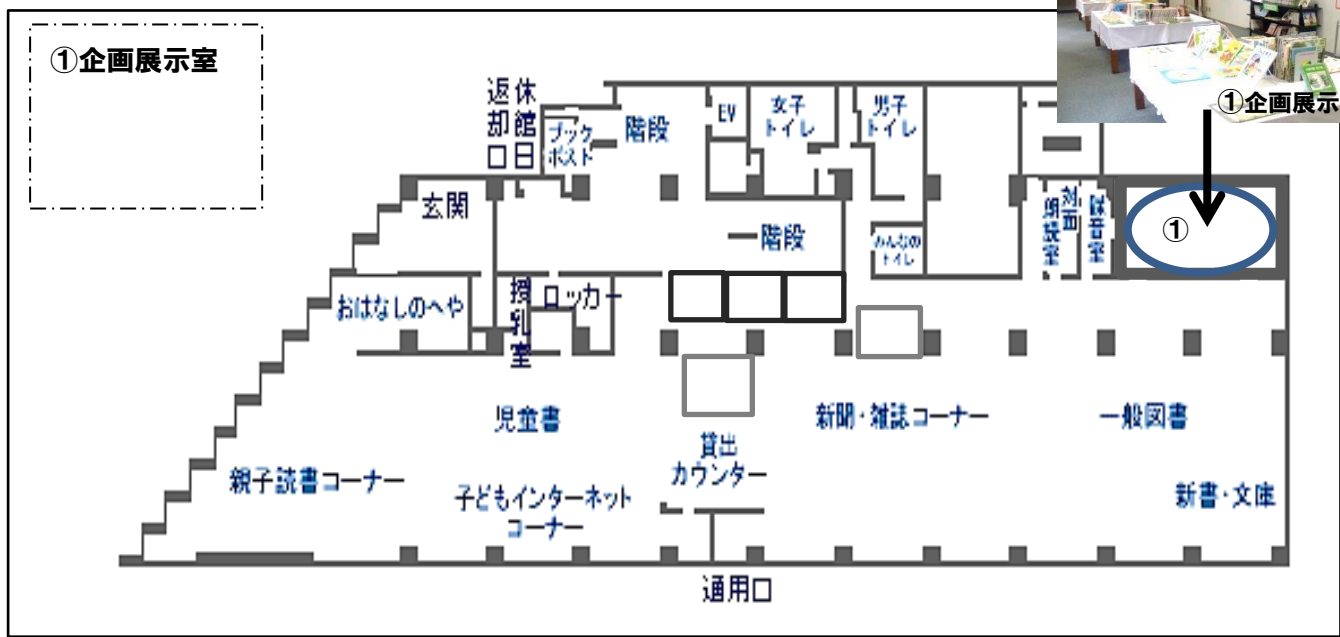 ①企画展示室
①企画展示
休館日
返却口
ブック
ポスト
階段
EV
女子
トイレ
男子
トイレ
玄関
階段
みんなの
トイレ
対面
朗読室
録音室
①
おはなしのへや
授乳室
ロッカー
児童書
新聞・雑誌コーナー
一般図書
貸出
カウンター
親子読書コーナー
子どもインターネット
コーナー
新書・文庫
通用口